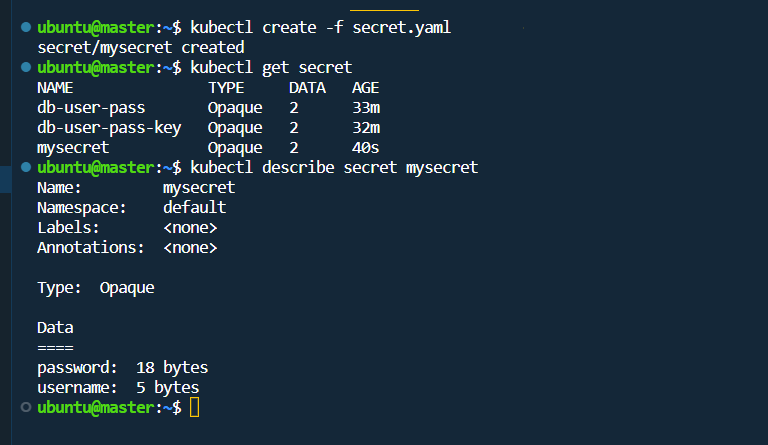 ubuntu@master:~$ kubectl create -f secret.yaml
secret/mysecret created
ubuntu@master:~$ kubectl get secret
NAME               TYPE     DATA   AGE
db-user-pass       Opaque   2      33m
db-user-pass-key   Opaque   2      32m
mysecret           Opaque   2      40s
ubuntu@master:~$ kubectl describe secret mysecret
Name:         mysecret
Namespace:    default
Labels:       <none>
Annotations:  <none>

Type:  Opaque

Data
====
password:  18 bytes
username:  5 bytes
ubuntu@master:~$